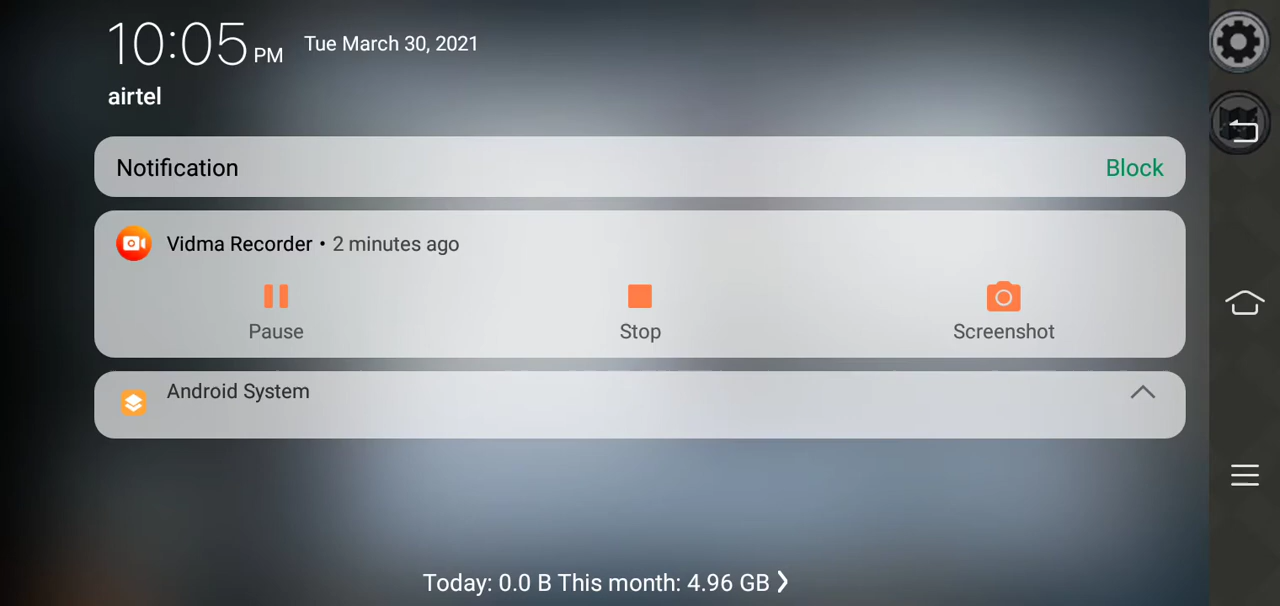 10:05 PM Tue March 30, 2021
airtel
Notification Block
Vidma Recorder • 2 minutes ago
Pause Stop Screenshot
Android System
Today: 0.0 B This month: 4.96 GB